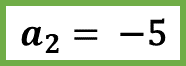 a₂ = −5